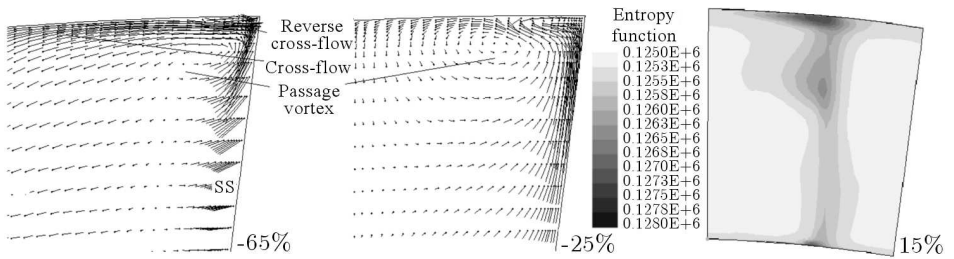 Reverse
cross-flow
Cross-flow
Passage
vortex
SS
-65%
-25%
Entropy
function
0.1250E+6
0.1253E+6
0.1255E+6
0.1258E+6
0.1260E+6
0.1263E+6
0.1265E+6
0.1268E+6
0.1270E+6
0.1273E+6
0.1275E+6
0.1278E+6
0.1280E+6
15%